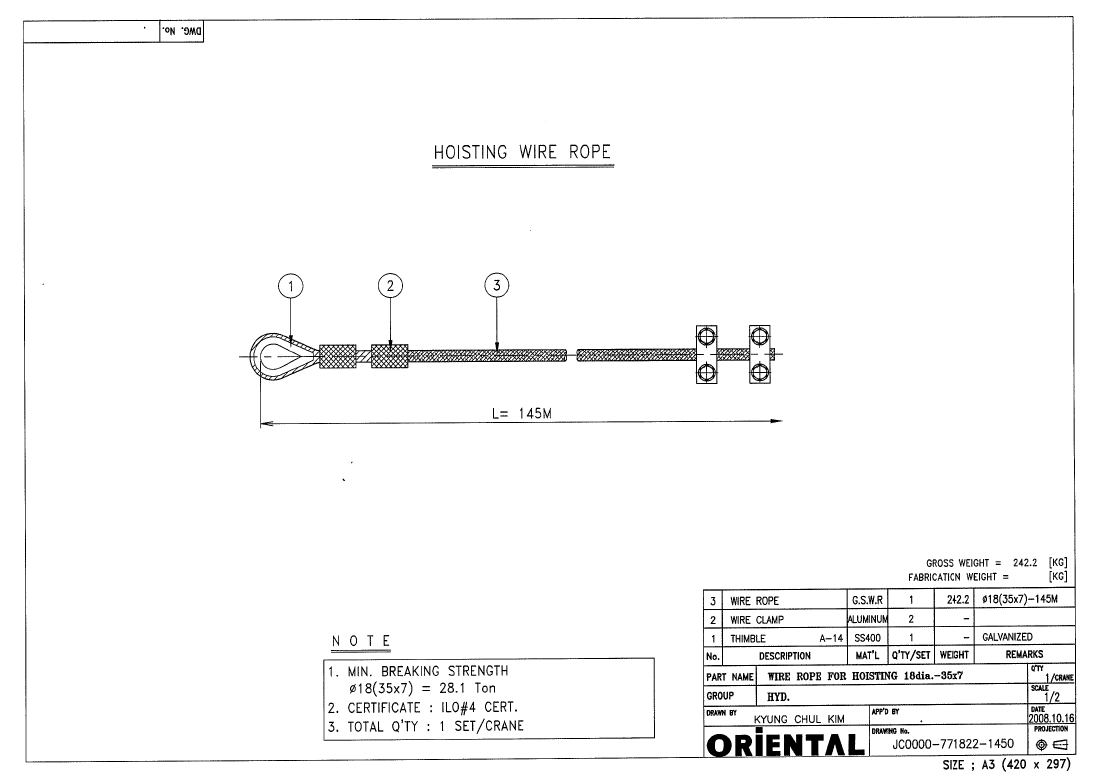 DWG. No.
HOISTING WIRE ROPE
1 2 3
L= 145M
GROSS WEIGHT = 242.2 [KG]
FABRICATION WEIGHT = [KG]
3 WIRE ROPE G.S.W.R 1 242.2 ø18(35x7)-145M
2 WIRE CLAMP ALUMINUM 2 -
1 THIMBLE A-14 SS400 1 - GALVANIZED
No. DESCRIPTION MAT'L Q'TY/SET WEIGHT REMARKS
PART NAME WIRE ROPE FOR HOISTING 18dia.-35x7 Q'TY 1/CRANE
GROUP HYD. SCALE 1/2
DRAWN BY KYUNG CHUL KIM APP'D BY DATE 2008.10.16
ORIENTAL DRAWING No. JC0000-771822-1450 PROJECTION
SIZE ; A3 (420 x 297)
N O T E
1. MIN. BREAKING STRENGTH
ø18(35x7) = 28.1 Ton
2. CERTIFICATE : ILO#4 CERT.
3. TOTAL Q'TY : 1 SET/CRANE